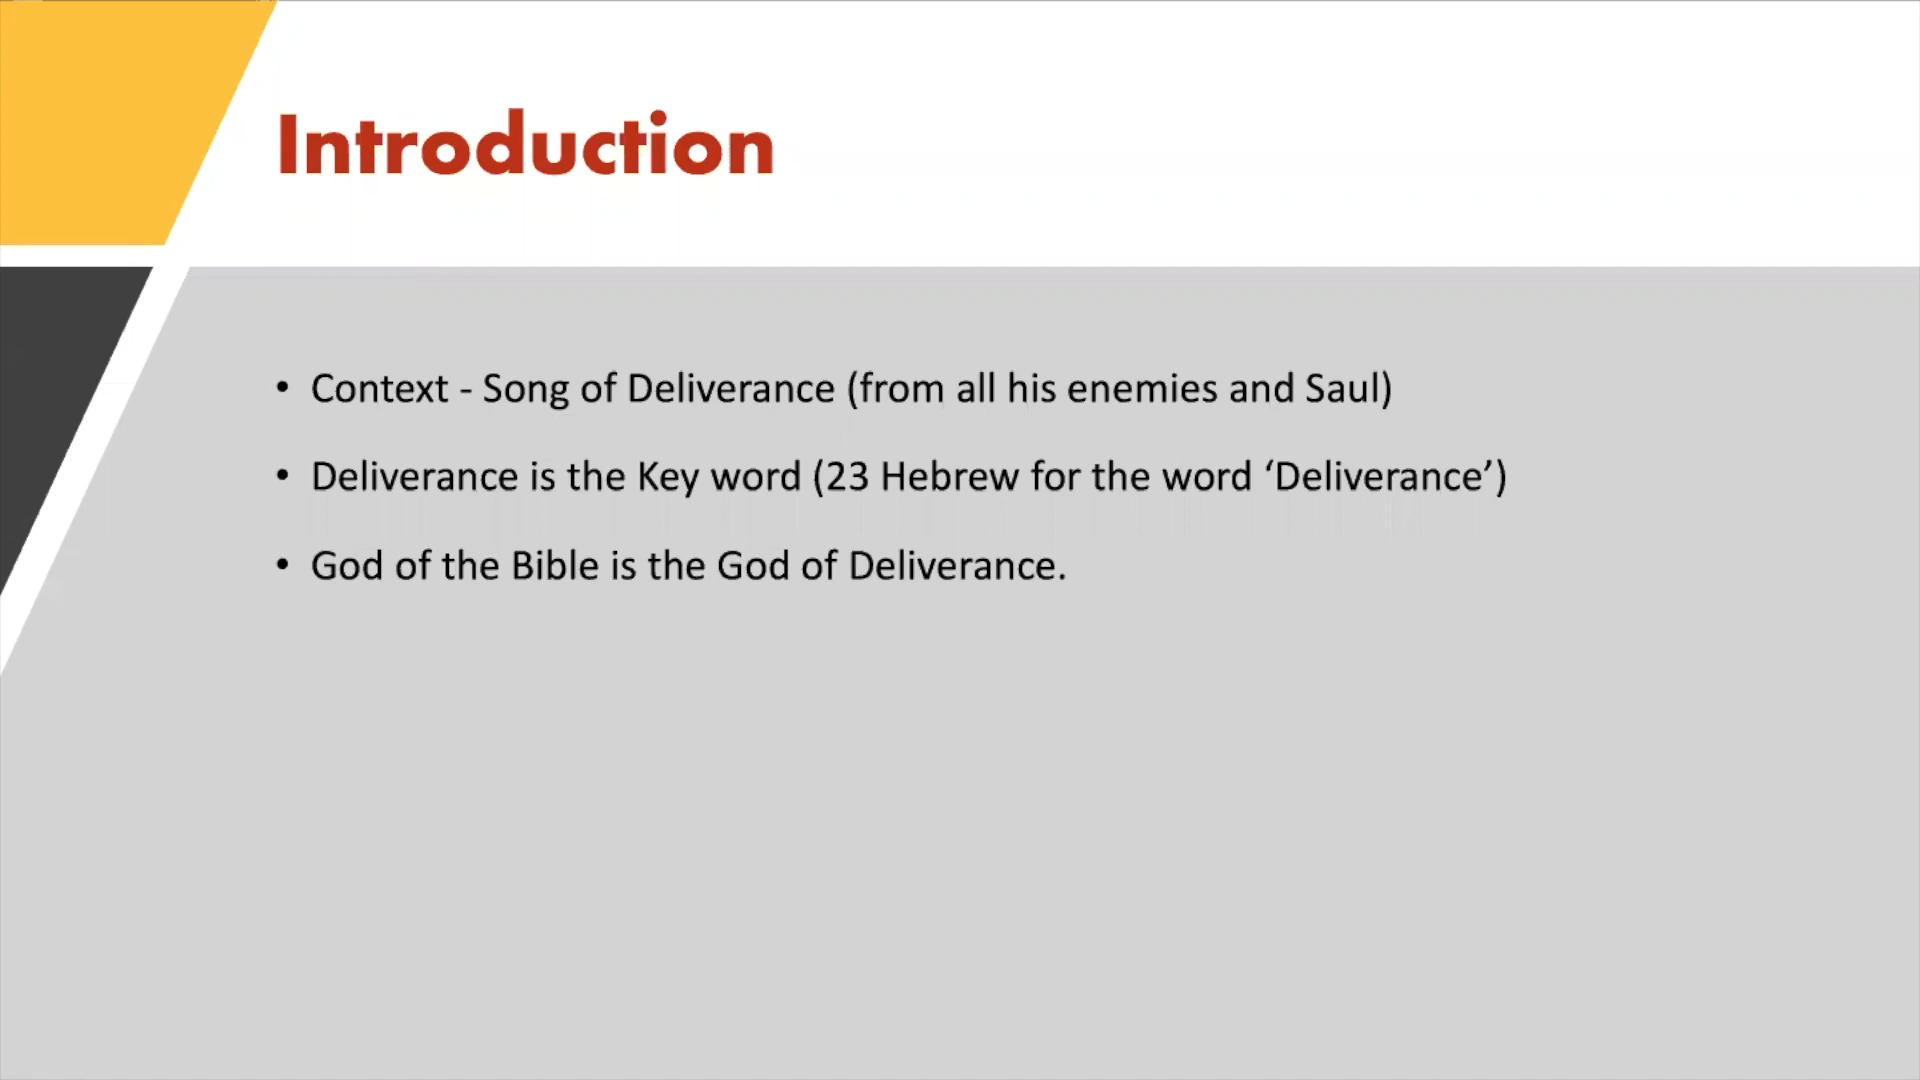 Introduction
• Context - Song of Deliverance (from all his enemies and Saul)
• Deliverance is the Key word (23 Hebrew for the word ‘Deliverance’)
• God of the Bible is the God of Deliverance.